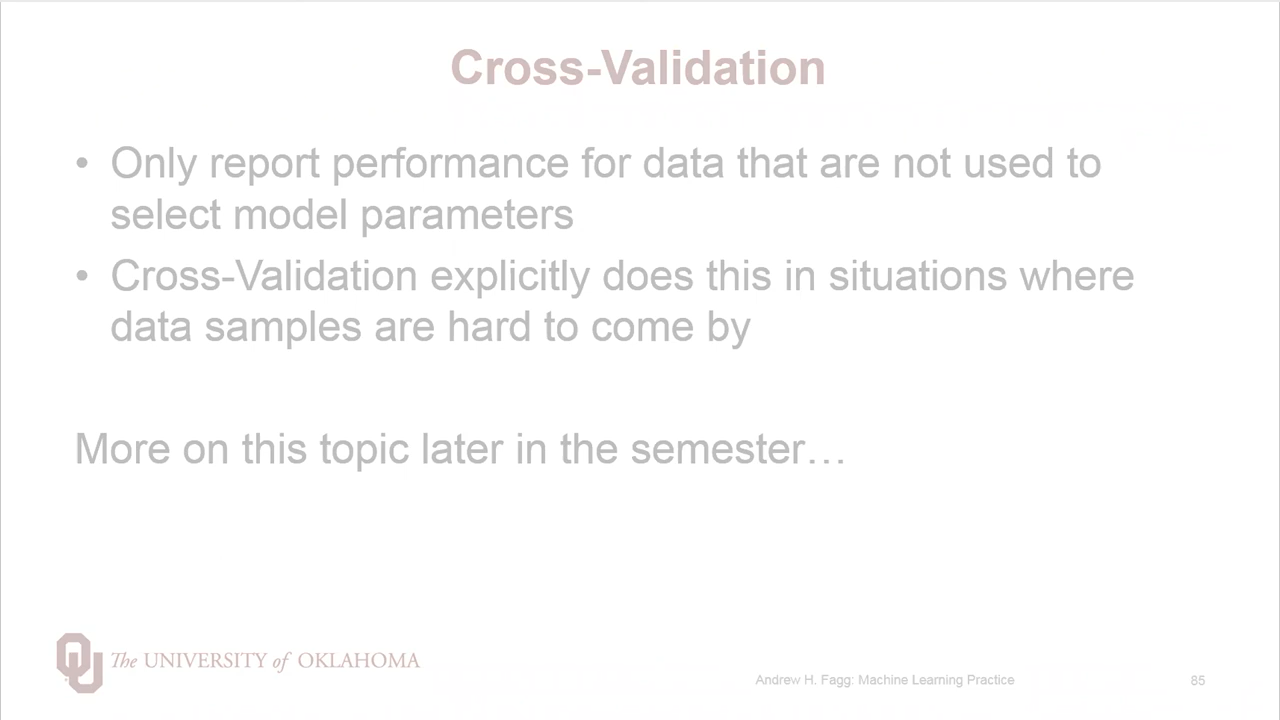 Cross-Validation
• Only report performance for data that are not used to
select model parameters
• Cross-Validation explicitly does this in situations where
data samples are hard to come by
More on this topic later in the semester…
OU The UNIVERSITY of OKLAHOMA
Andrew H. Fagg: Machine Learning Practice
85